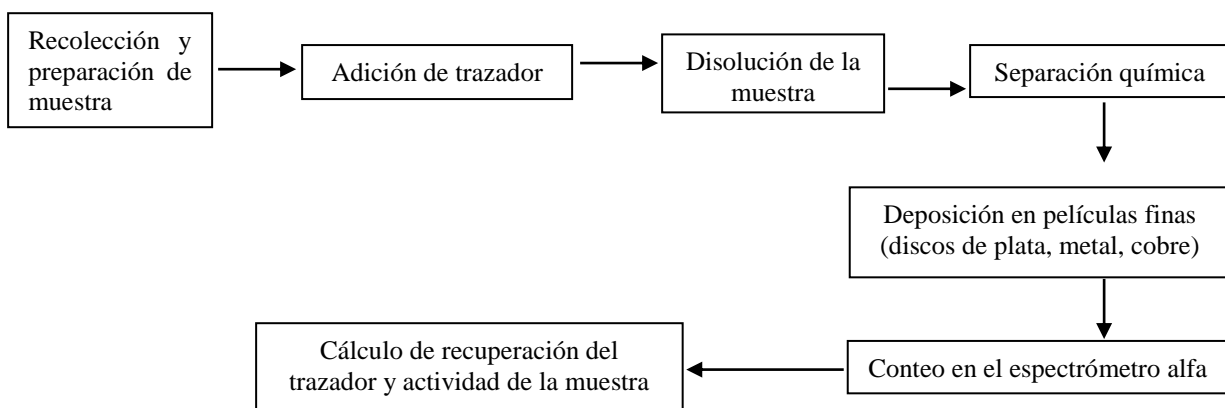 Recolección y
preparación de
muestra
Adición de trazador
Disolución de la
muestra
Separación química
Deposición en películas finas
(discos de plata, metal, cobre)
Conteo en el espectrómetro alfa
Cálculo de recuperación del
trazador y actividad de la muestra